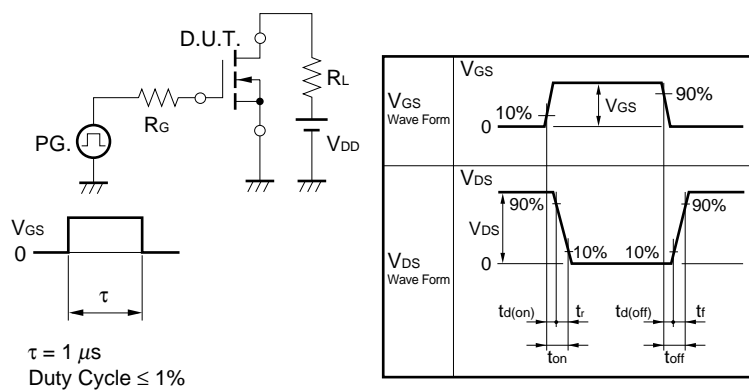 D.U.T.
RL
RG
PG.
VDD
VGS
0
τ
τ = 1 μs
Duty Cycle ≤ 1%
VGS
Wave Form
VGS
10%
VGS
90%
0
VDS
Wave Form
VDS
90%
VDS
10%
10%
90%
0
td(on)
tr
td(off)
tf
ton
toff